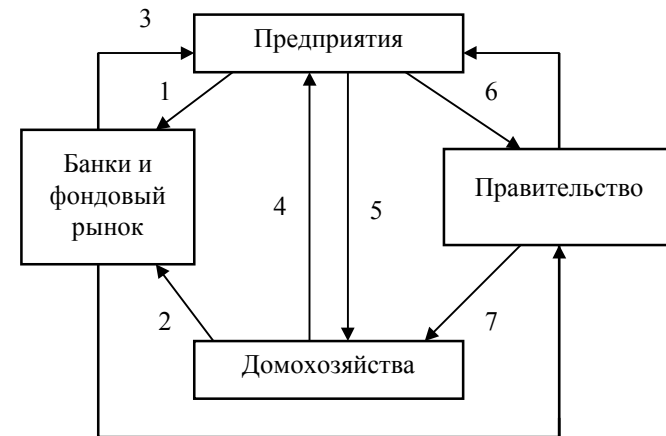 3
Предприятия
1
6
Банки и
фондовый
рынок
4
5
Правительство
2
7
Домохозяйства